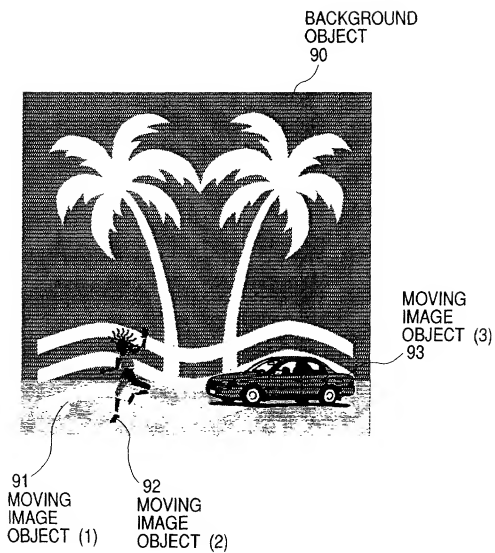 BACKGROUND
OBJECT
90
MOVING
IMAGE
OBJECT (3)
93
91
MOVING
IMAGE
OBJECT (1)
92
MOVING
IMAGE
OBJECT (2)